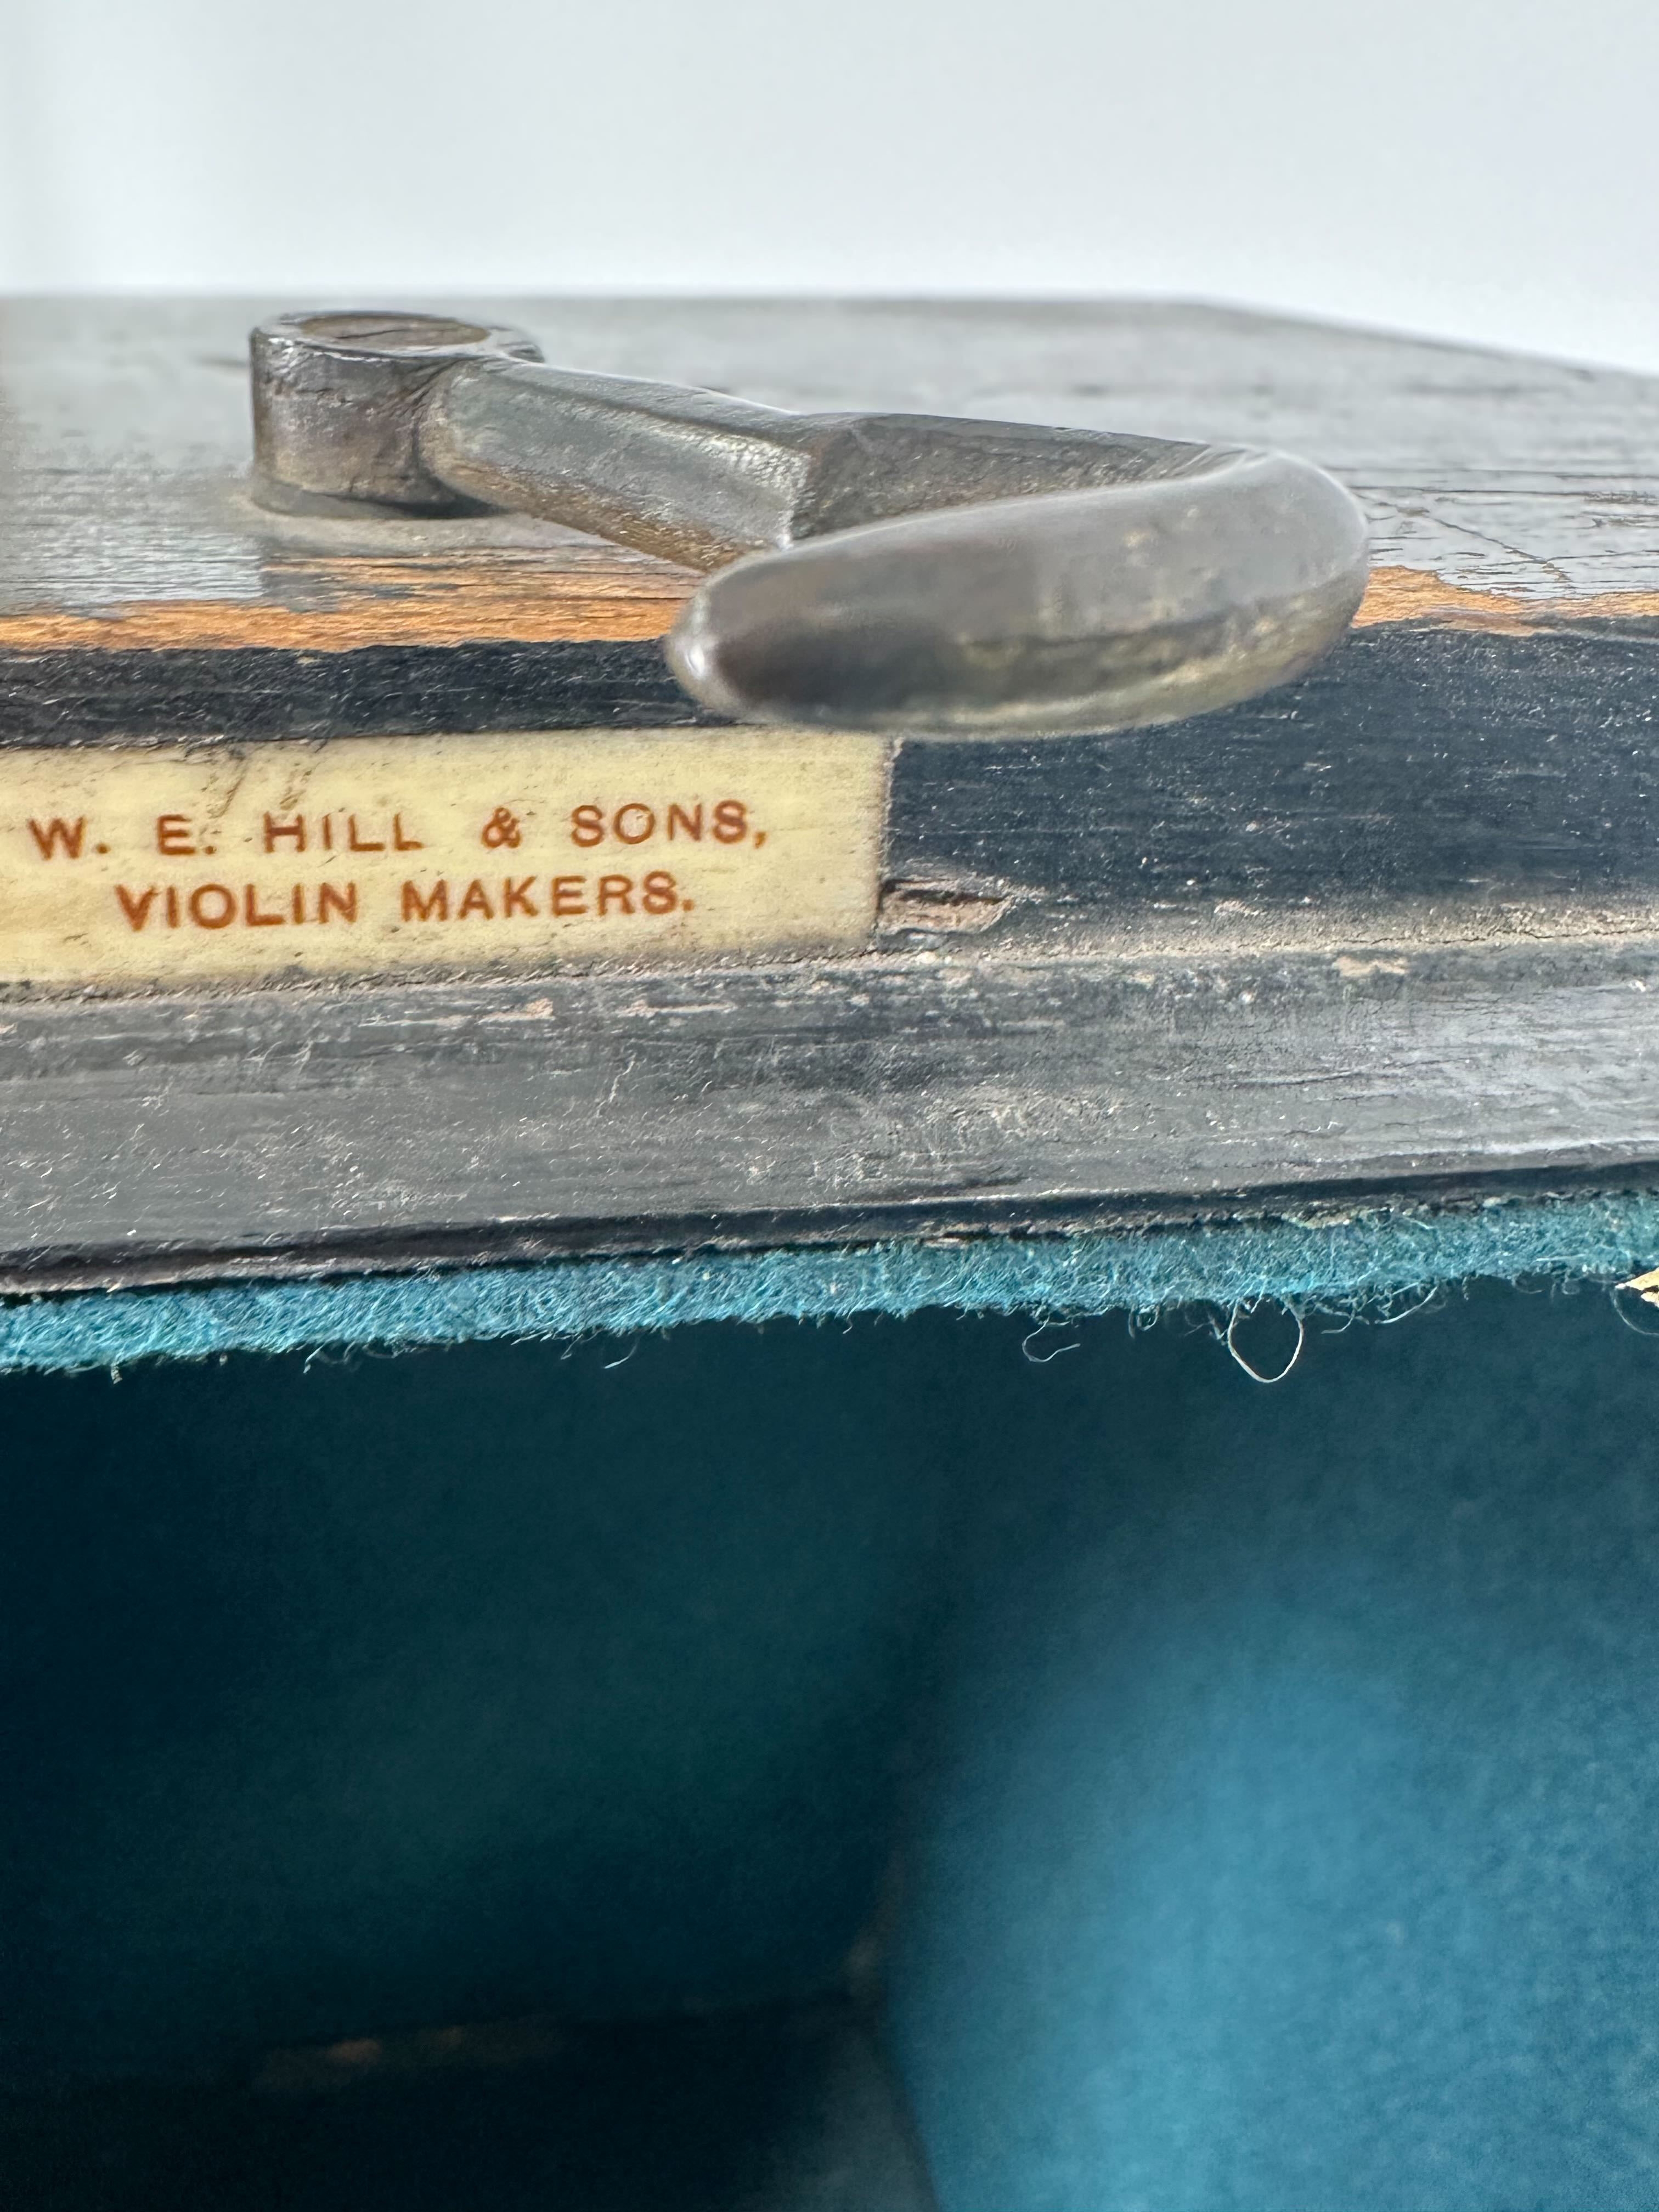 W. E. HILL & SONS,
VIOLIN MAKERS.